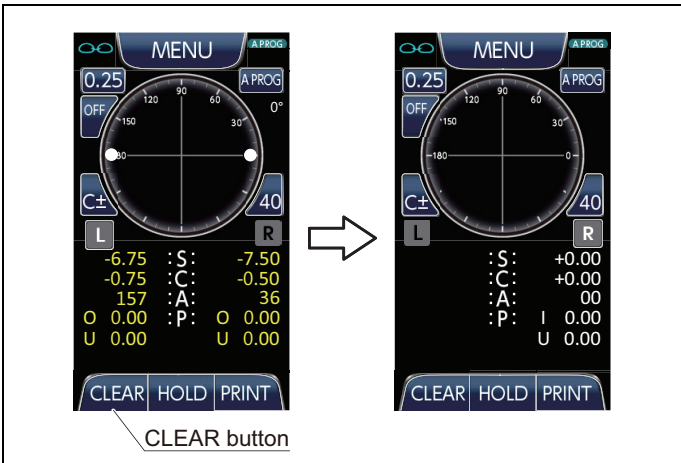 MENU A PROG
0.25 A PROG
OFF 150 120 90 60 30 0°
80
C± 40
L R
-6.75 :S: -7.50
-0.75 :C: -0.50
157 :A: 36
O 0.00 :P: O 0.00
U 0.00 U 0.00
CLEAR HOLD PRINT
CLEAR button
MENU A PROG
0.25 A PROG
OFF 150 120 90 60 30
180 0
C± 40
L R
:S: +0.00
:C: +0.00
:A: 00
:P: I 0.00
U 0.00
CLEAR HOLD PRINT